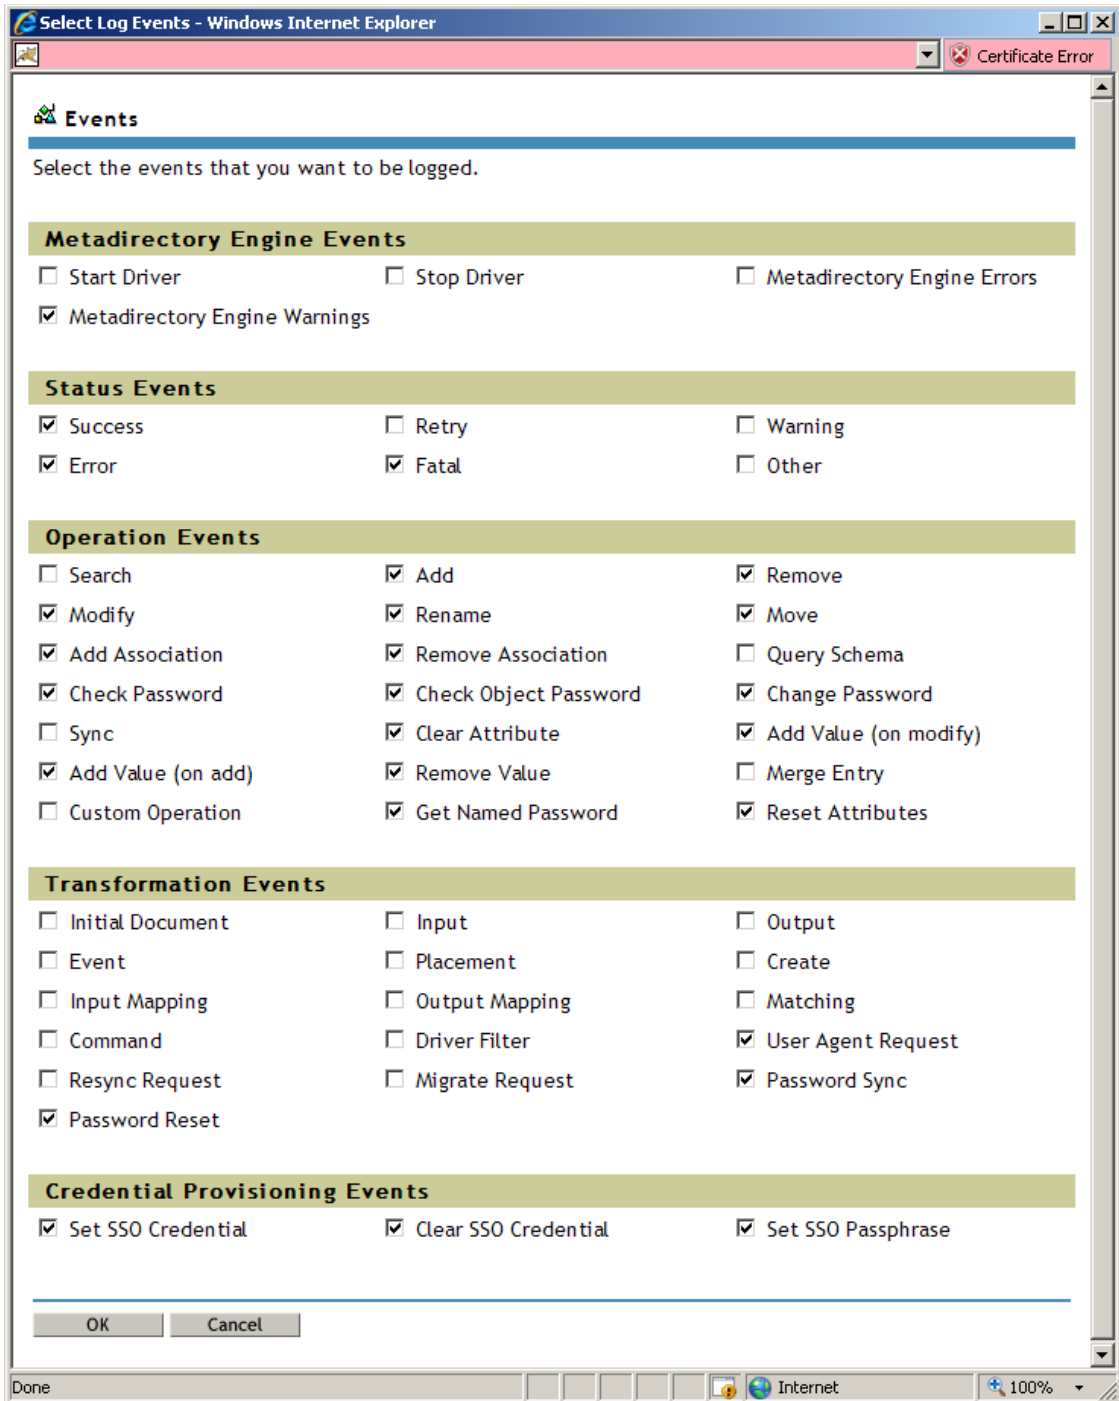 Select Log Events - Windows Internet Explorer
Certificate Error
Events
Select the events that you want to be logged.
Metadirectory Engine Events
Start Driver Stop Driver Metadirectory Engine Errors
Metadirectory Engine Warnings
Status Events
Success Retry Warning
Error Fatal Other
Operation Events
Search Add Remove
Modify Rename Move
Add Association Remove Association Query Schema
Check Password Check Object Password Change Password
Sync Clear Attribute Add Value (on modify)
Add Value (on add) Remove Value Merge Entry
Custom Operation Get Named Password Reset Attributes
Transformation Events
Initial Document Input Output
Event Placement Create
Input Mapping Output Mapping Matching
Command Driver Filter User Agent Request
Resync Request Migrate Request Password Sync
Password Reset
Credential Provisioning Events
Set SSO Credential Clear SSO Credential Set SSO Passphrase
OK Cancel
Done Internet 100%